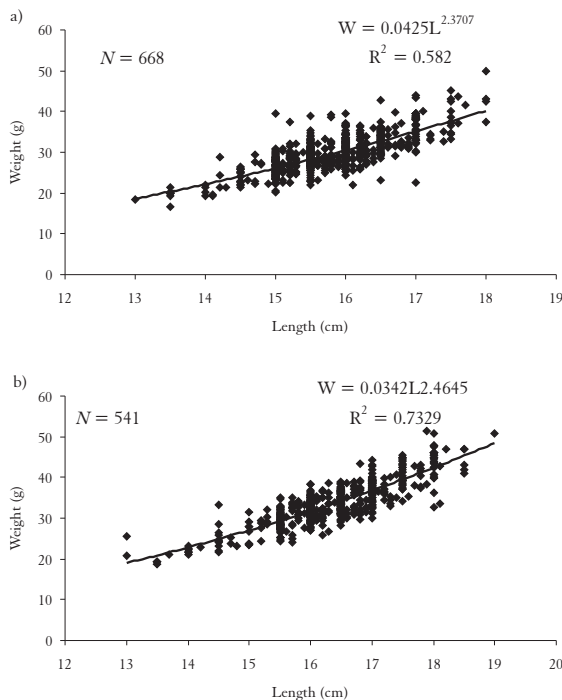 a)
W = 0.0425L^2.3707
N = 668
R² = 0.582
60
50
40
30
20
10
0
Weight (g)
12 13 14 15 16 17 18 19
Length (cm)
b)
W = 0.0342L2.4645
N = 541
R² = 0.7329
60
50
40
30
20
10
0
Weight (g)
12 13 14 15 16 17 18 19 20
Length (cm)